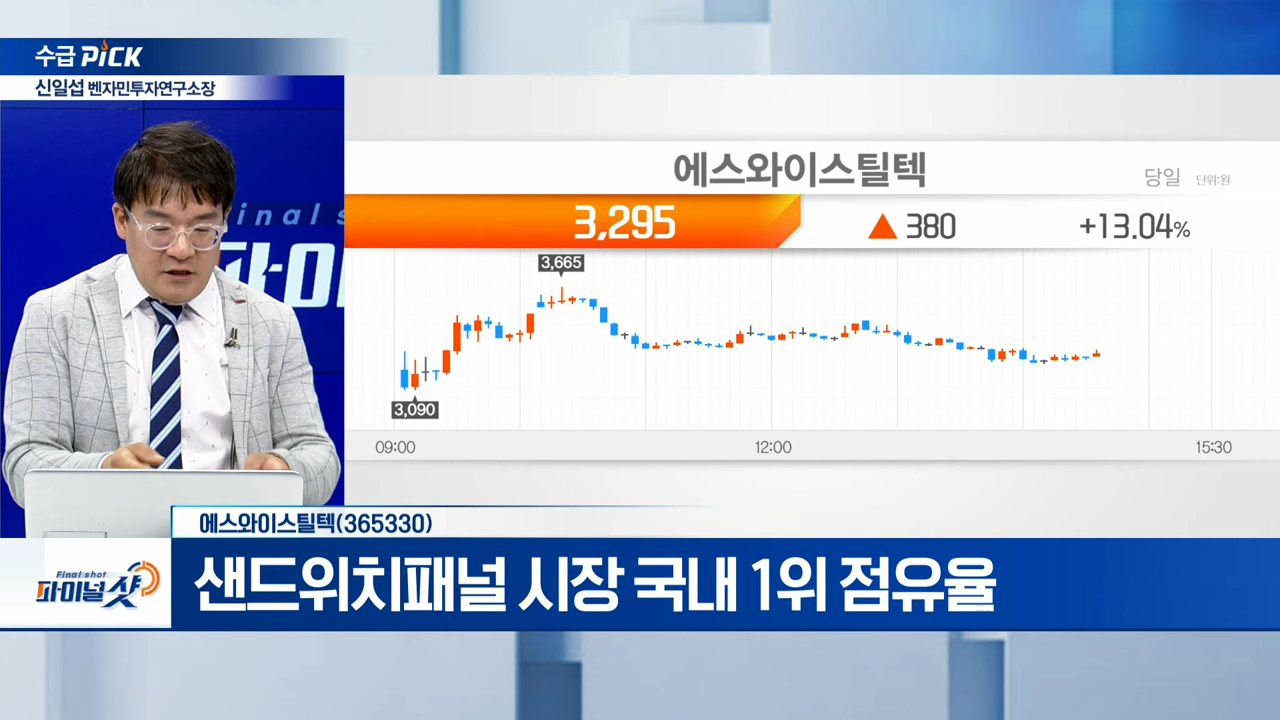 수급 PiCK
신일섭 벤자민투자연구소장
inal s
파이
에스와이스틸텍
당일 단위:원
3,295 ▲ 380 +13.04%
3,665
3,090
09:00 12:00 15:30
에스와이스틸텍(365330)
Final shot
파이널샷
샌드위치패널 시장 국내 1위 점유율